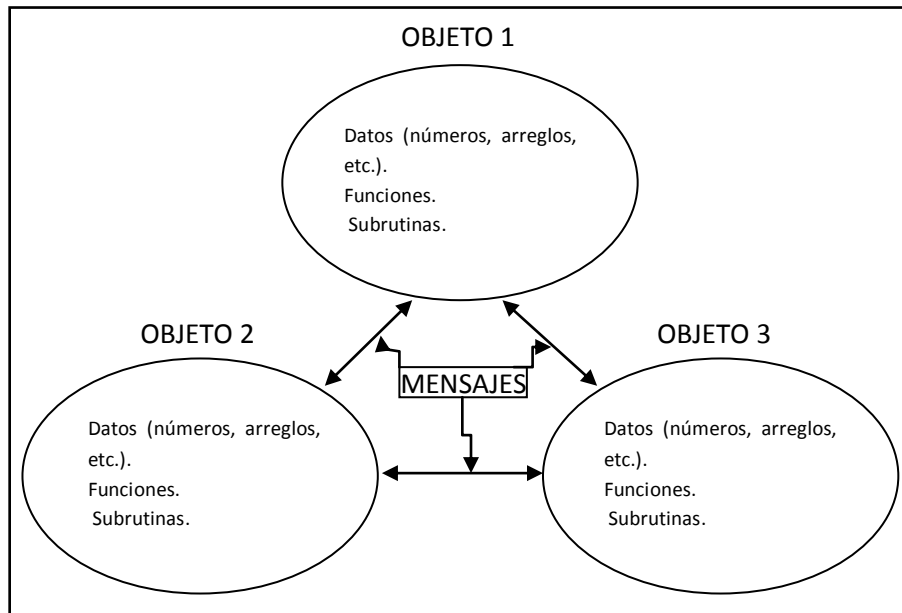 OBJETO 1
Datos (números, arreglos,
etc.).
Funciones.
Subrutinas.
OBJETO 2
OBJETO 3
MENSAJES
Datos (números, arreglos,
etc.).
Funciones.
Subrutinas.
Datos (números, arreglos,
etc.).
Funciones.
Subrutinas.